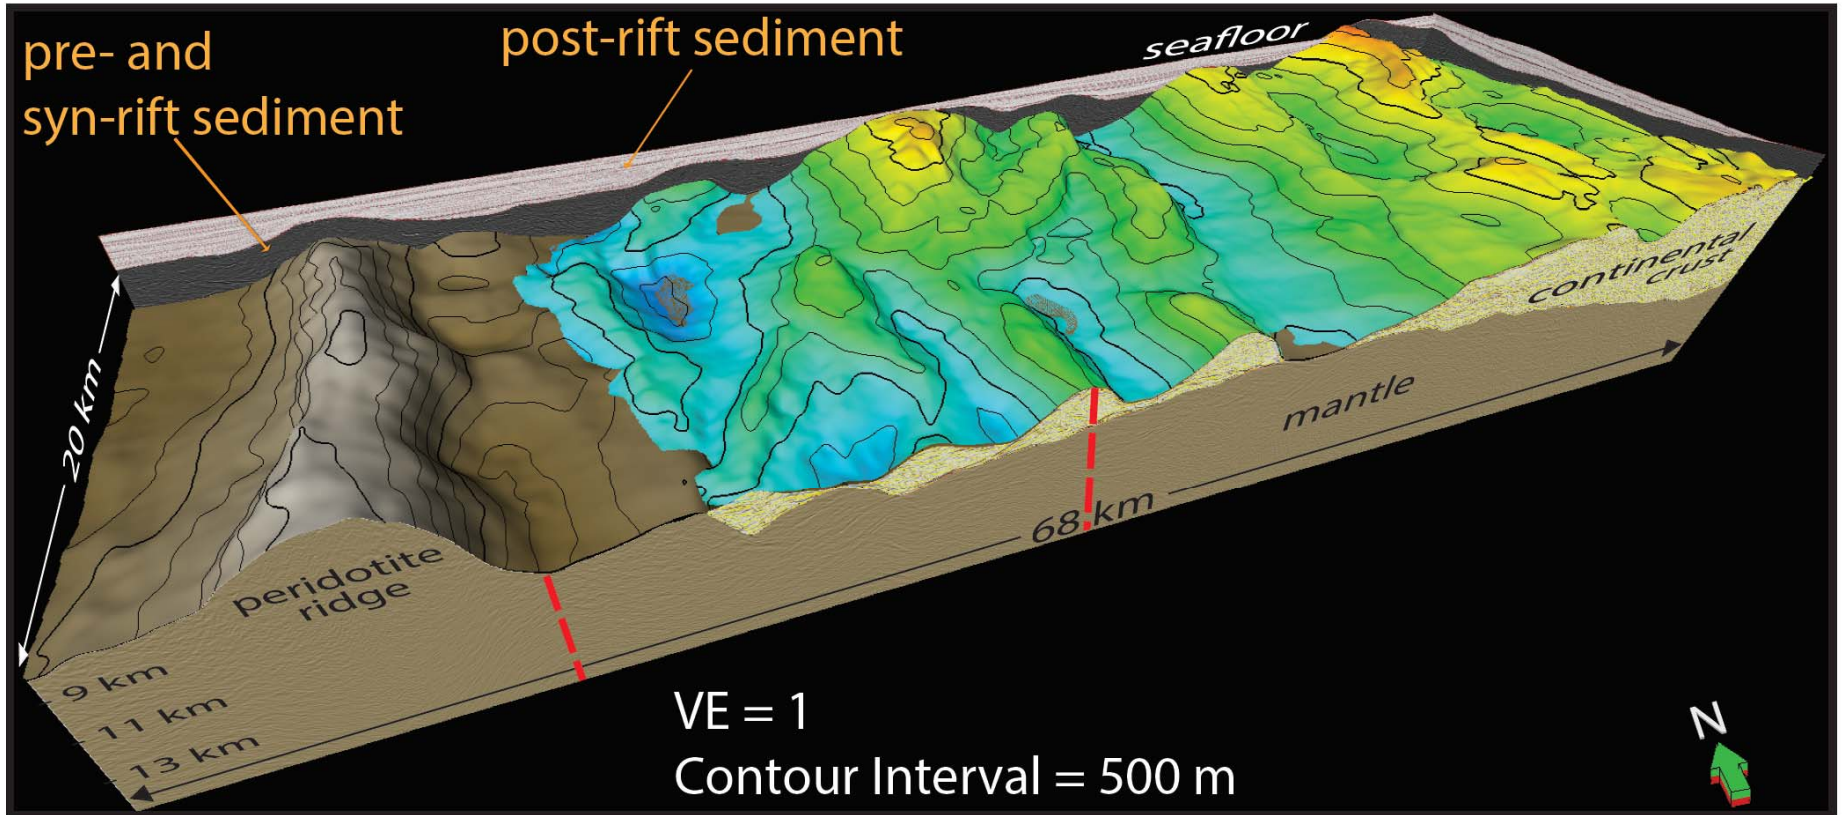 pre- and
syn-rift sediment
post-rift sediment
seafloor
continental
crust
20 km
mantle
68 km
peridotite
ridge
9 km
11 km
13 km
VE = 1
Contour Interval = 500 m
N